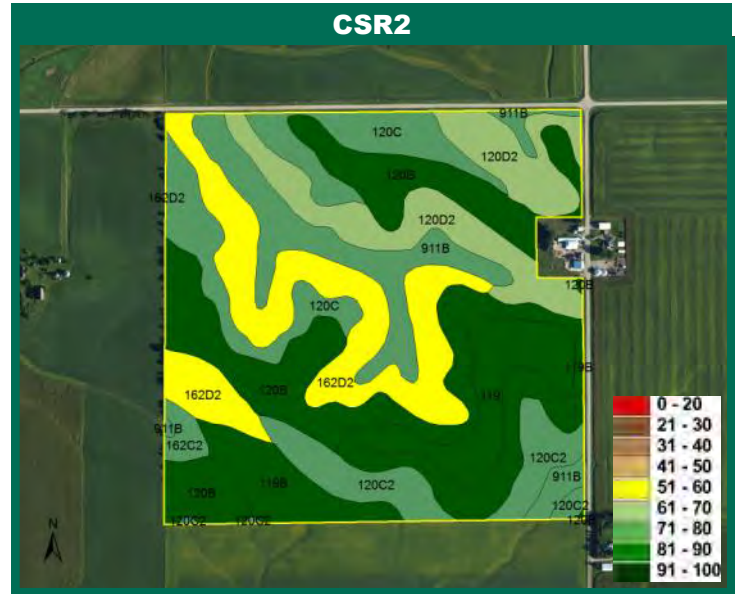 CSR2
911B
120C
120D2
120B
162D2
120D2
911B
120B
120C
119B
162D2
162D2
120B
119
911B
162C2
120C2
911B
120B
119B
120C2
120C2
120C2
120C2
120B
N
0 - 20
21 - 30
31 - 40
41 - 50
51 - 60
61 - 70
71 - 80
81 - 90
91 - 100